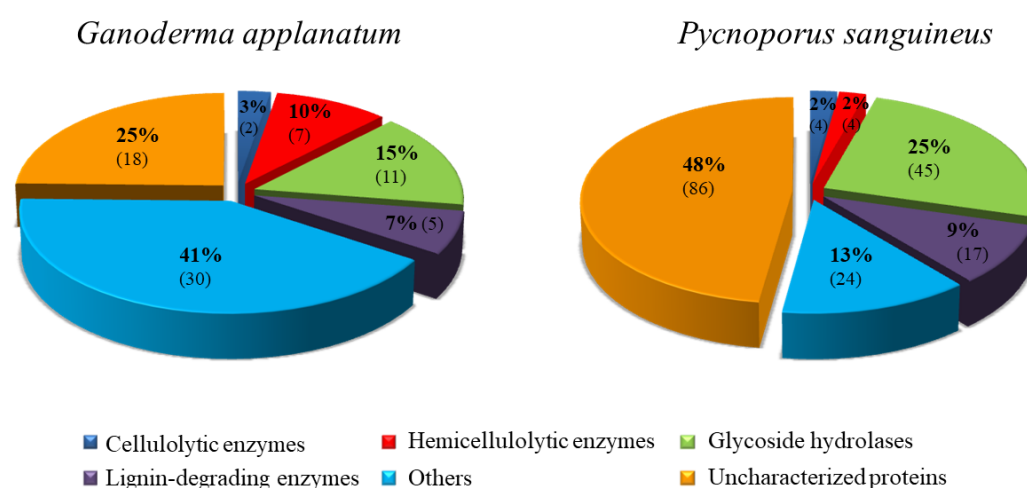 Ganoderma applanatum
Pycnoporus sanguineus
3%
(2)
10%
(7)
15%
(11)
7% (5)
41%
(30)
25%
(18)
2%
(4)
2%
(4)
25%
(45)
9%
(17)
13%
(24)
48%
(86)
Cellulolytic enzymes
Hemicellulolytic enzymes
Glycoside hydrolases
Lignin-degrading enzymes
Others
Uncharacterized proteins